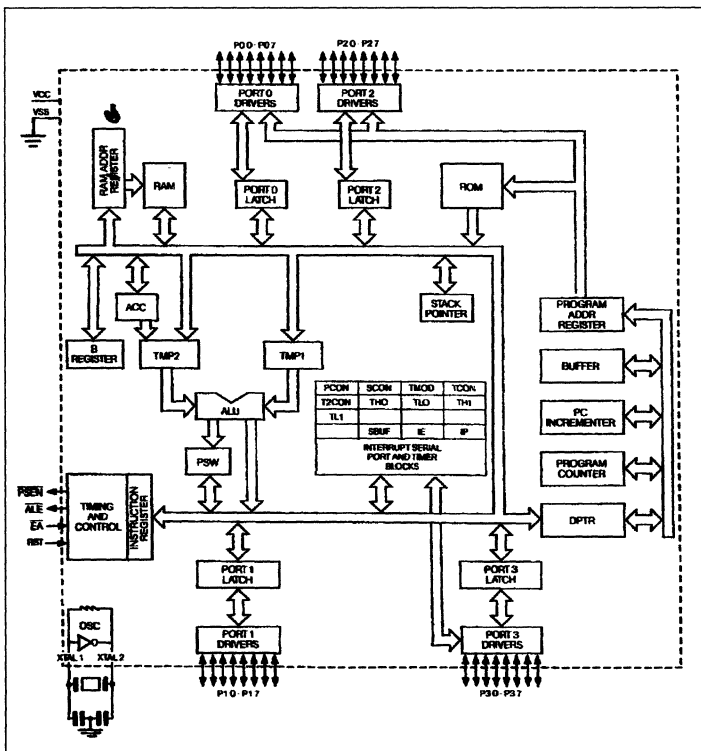 P00-P07
P20-P27
VCC
VSS
PORT 0
DRIVERS
PORT 2
DRIVERS
RAM ADDR
REGISTER
RAM
PORT 0
LATCH
PORT 2
LATCH
ROM
B
REGISTER
ACC
TMP2
TMP1
STACK
POINTER
PROGRAM
ADDR
REGISTER
BUFFER
PC
INCREMENTER
PROGRAM
COUNTER
DPTR
ALU
PSW
PCON SCON TMOD TCON
T2CON TH0 TL0 TH1
TL1
SBUF IE IP
INTERRUPT SERIAL
PORT AND TIMER
BLOCKS
PSEN
ALE
EA
RST
TIMING
AND
CONTROL
INSTRUCTION
REGISTER
PORT 1
LATCH
PORT 3
LATCH
OSC
XTAL 1
XTAL 2
PORT 1
DRIVERS
PORT 3
DRIVERS
P10-P17
P30-P37